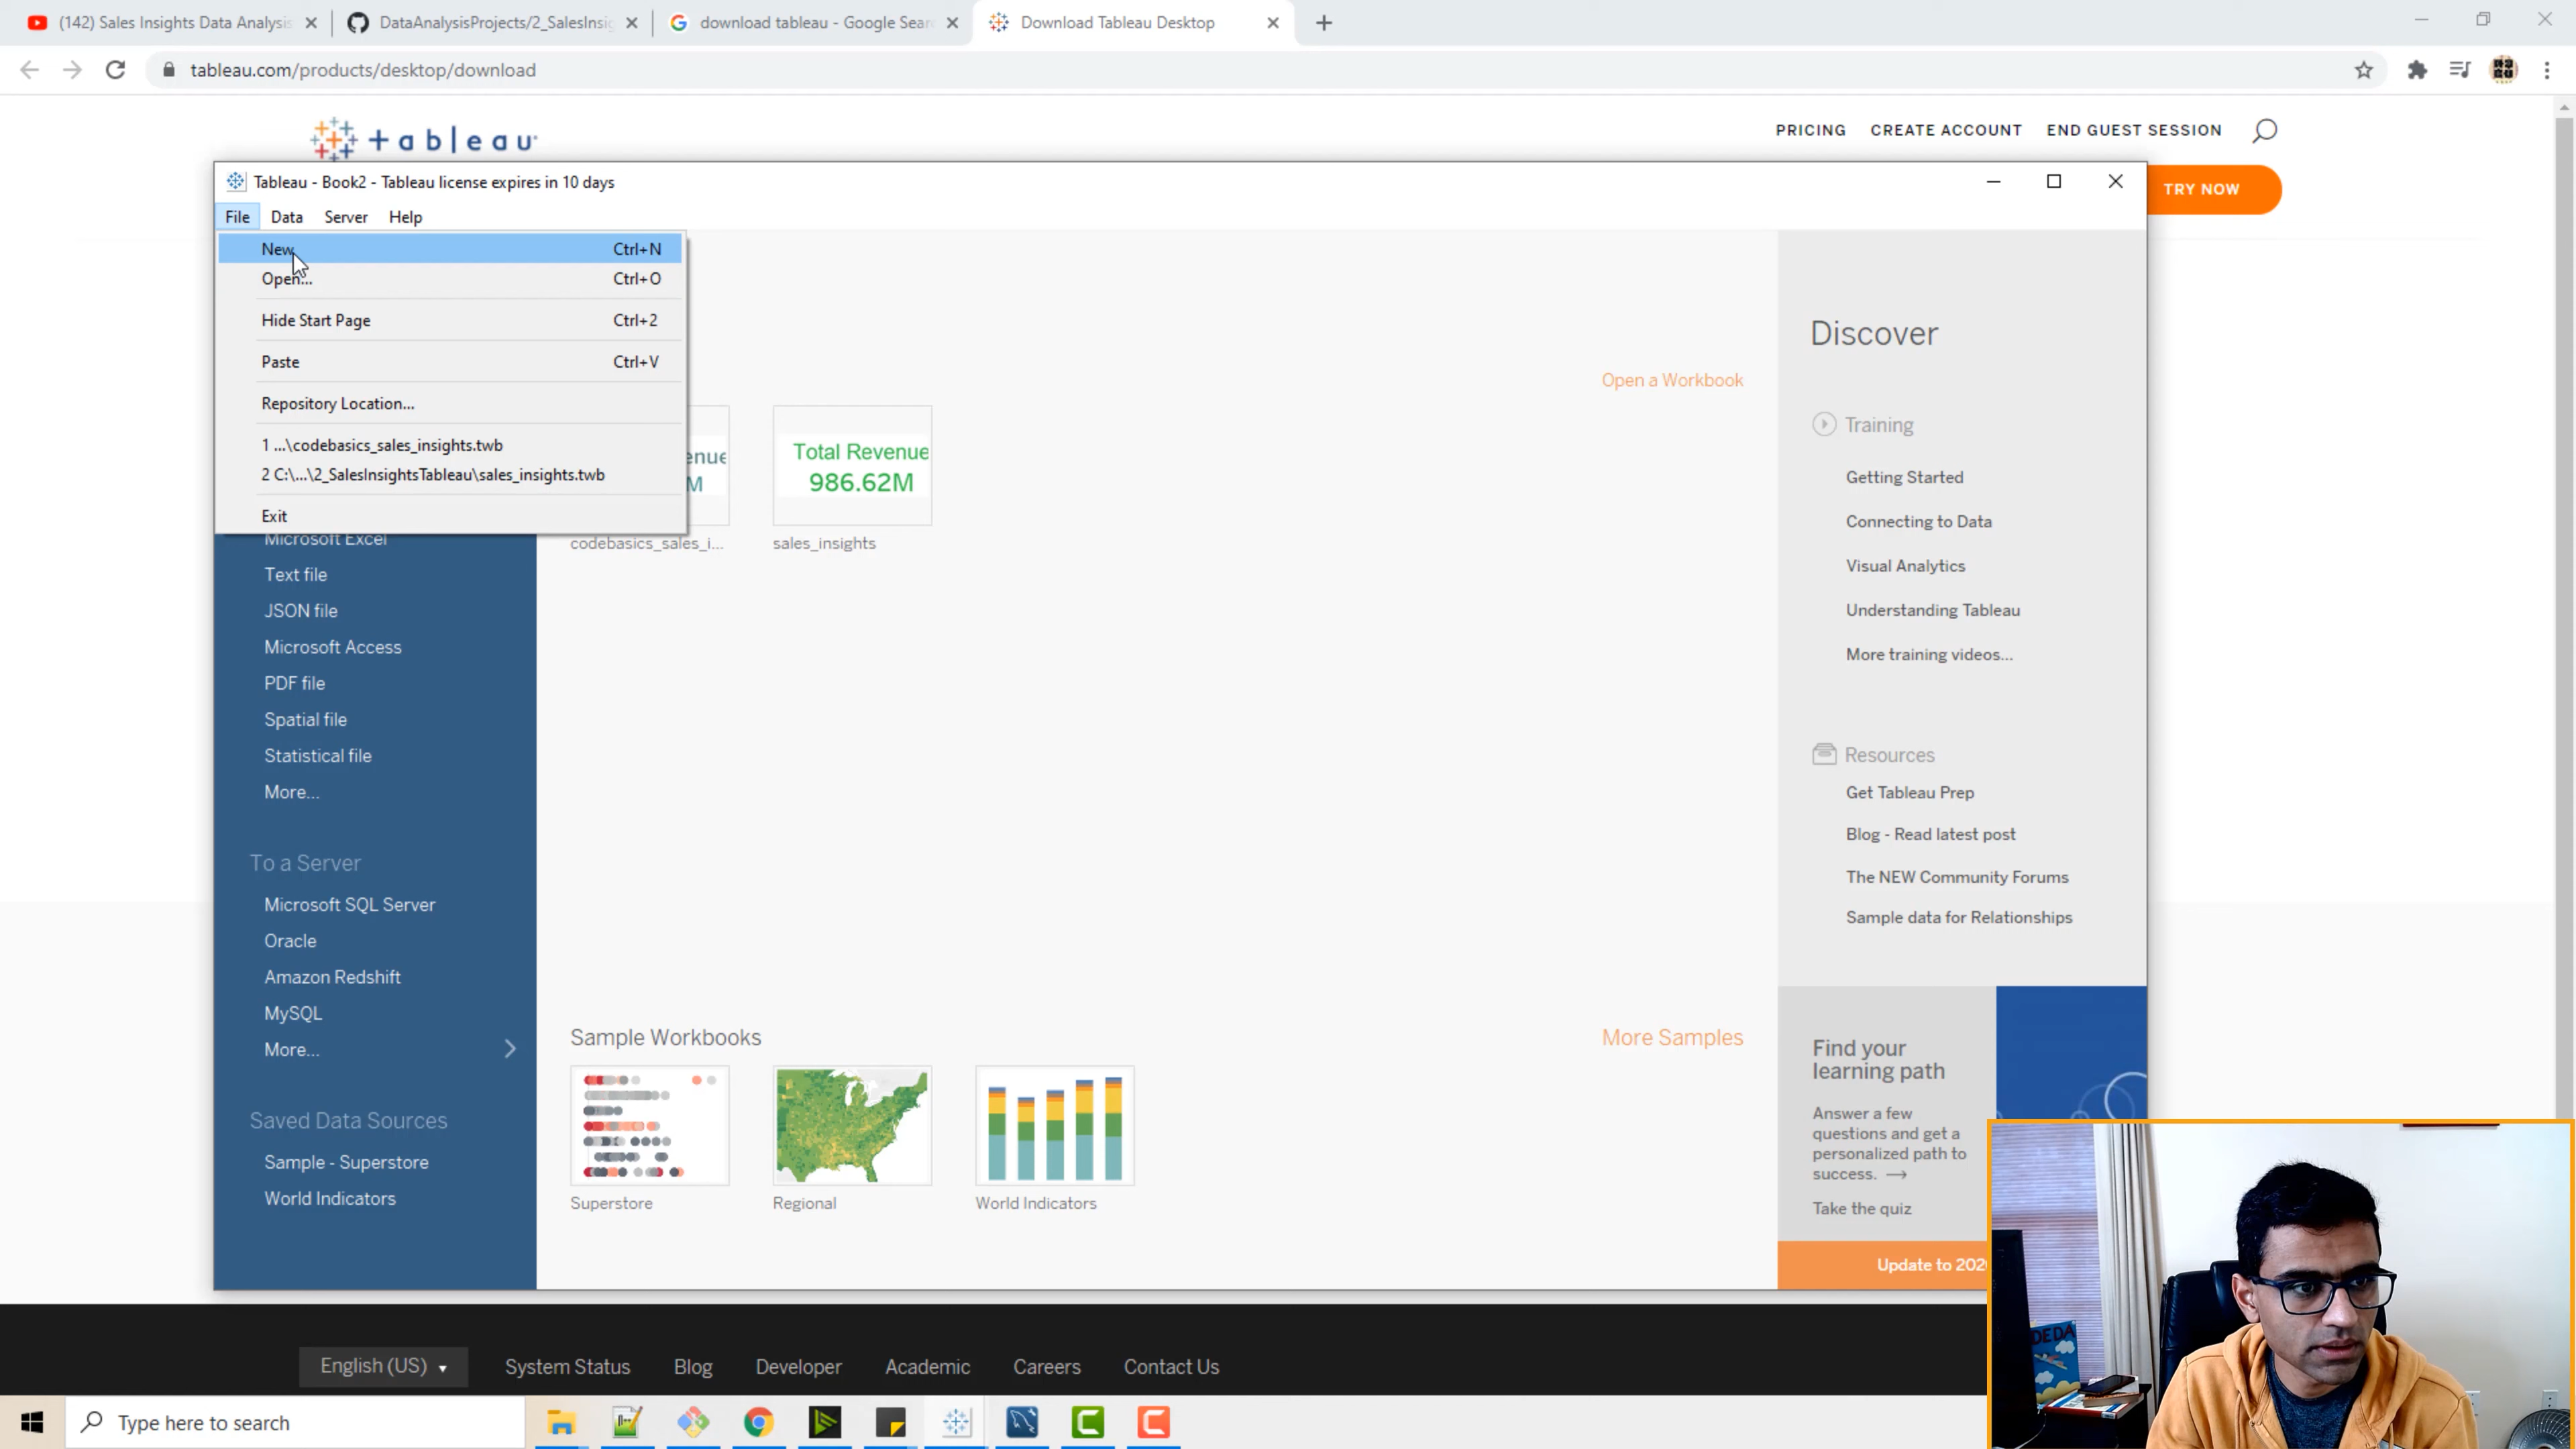 (142) Sales Insights Data Analysis
DataAnalysisProjects/2_SalesInsig
download tableau - Google Sear
Download Tableau Desktop
tableau.com/products/desktop/download
+ableau
PRICING
CREATE ACCOUNT
END GUEST SESSION
TRY NOW
Tableau - Book2 - Tableau license expires in 10 days
File
Data
Server
Help
New
Ctrl+N
Open...
Ctrl+O
Hide Start Page
Ctrl+2
Paste
Ctrl+V
Repository Location...
1 ...\codebasics_sales_insights.twb
2 C:\...\2_SalesInsightsTableau\sales_insights.twb
Exit
Microsoft Excel
Text file
JSON file
Microsoft Access
PDF file
Spatial file
Statistical file
More...
To a Server
Microsoft SQL Server
Oracle
Amazon Redshift
MySQL
More...
Saved Data Sources
Sample - Superstore
World Indicators
Open a Workbook
enue
M
codebasics_sales_i...
Total Revenue
986.62M
sales_insights
Sample Workbooks
More Samples
Superstore
Regional
World Indicators
Discover
Training
Getting Started
Connecting to Data
Visual Analytics
Understanding Tableau
More training videos...
Resources
Get Tableau Prep
Blog - Read latest post
The NEW Community Forums
Sample data for Relationships
Find your
learning path
Answer a few
questions and get a
personalized path to
success. →
Take the quiz
Update to 202
English (US)
System Status
Blog
Developer
Academic
Careers
Contact Us
Type here to search